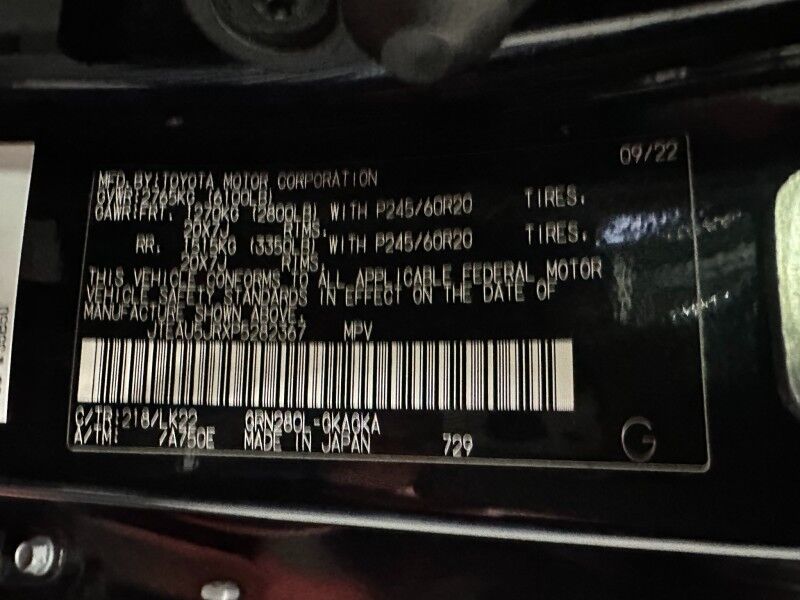 09/22
MFD. BY:TOYOTA MOTOR CORPORATION
GVWR:2765KG (6100LB)
GAWR:FRT. 1270KG (2800LB) WITH P245/60R20 TIRES,
20X7J RIMS,
RR. 1515KG (3350LB) WITH P245/60R20 TIRES,
20X7J RIMS,
THIS VEHICLE CONFORMS TO ALL APPLICABLE FEDERAL MOTOR
VEHICLE SAFETY STANDARDS IN EFFECT ON THE DATE OF
MANUFACTURE SHOWN ABOVE.
JTEAU5JRXP5282367 MPV
C/TR:218/LK22 GRN280L-GKAGKA
A/TM: /A750E MADE IN JAPAN 729
G